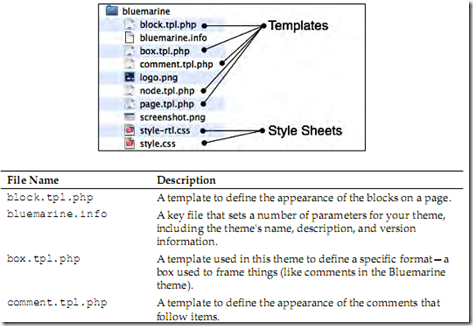 bluemarine
block.tpl.php
Templates
bluemarine.info
box.tpl.php
comment.tpl.php
logo.png
node.tpl.php
page.tpl.php
screenshot.png
style-rtl.css
Style Sheets
style.css
File Name Description
block.tpl.php A template to define the appearance of the blocks on a page.
bluemarine.info A key file that sets a number of parameters for your theme,
including the theme's name, description, and version
information.
box.tpl.php A template used in this theme to define a specific format—a
box used to frame things (like comments in the Bluemarine
theme).
comment.tpl.php A template to define the appearance of the comments that
follow items.